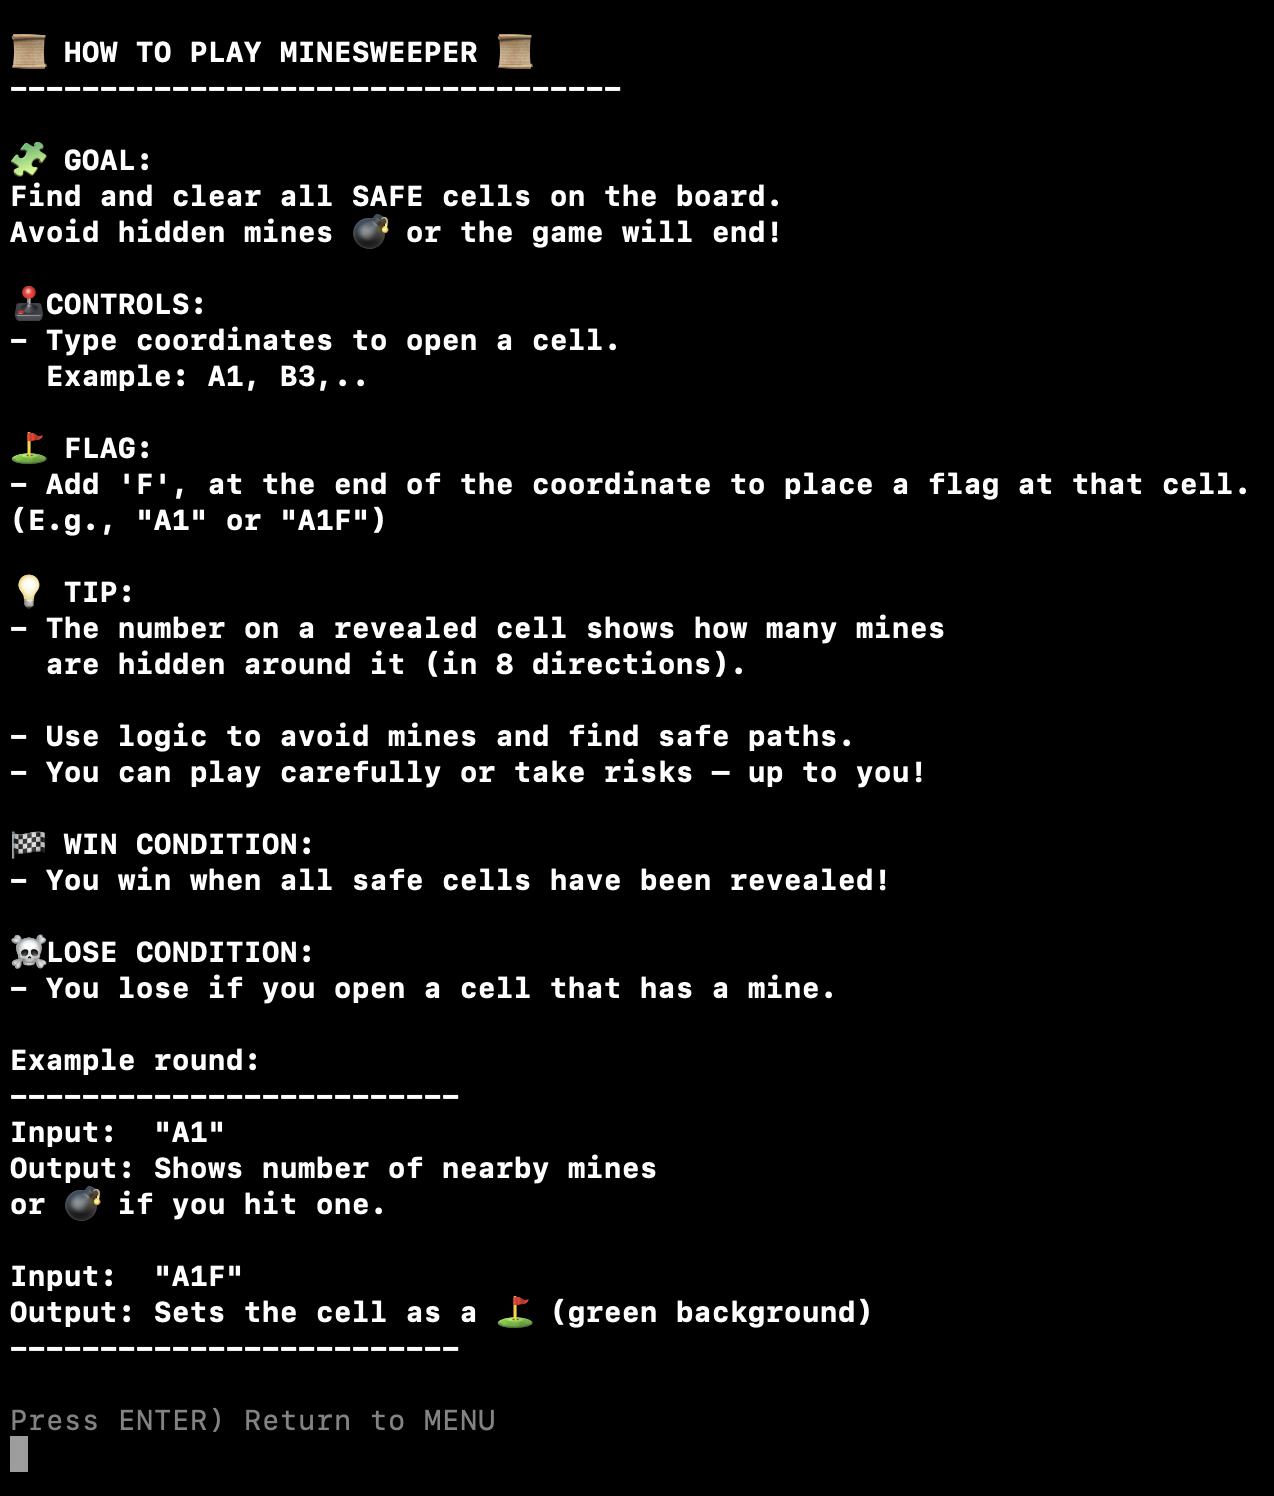 HOW TO PLAY MINESWEEPER
----------------------------------
GOAL:
Find and clear all SAFE cells on the board.
Avoid hidden mines 💣 or the game will end!
CONTROLS:
- Type coordinates to open a cell.
Example: A1, B3,..
FLAG:
- Add 'F', at the end of the coordinate to place a flag at that cell.
(E.g., "A1" or "A1F")
TIP:
- The number on a revealed cell shows how many mines
are hidden around it (in 8 directions).
- Use logic to avoid mines and find safe paths.
- You can play carefully or take risks — up to you!
WIN CONDITION:
- You win when all safe cells have been revealed!
LOSE CONDITION:
- You lose if you open a cell that has a mine.
Example round:
-------------------------
Input:  "A1"
Output: Shows number of nearby mines
or 💣 if you hit one.
Input:  "A1F"
Output: Sets the cell as a ⛳ (green background)
-------------------------
Press ENTER) Return to MENU